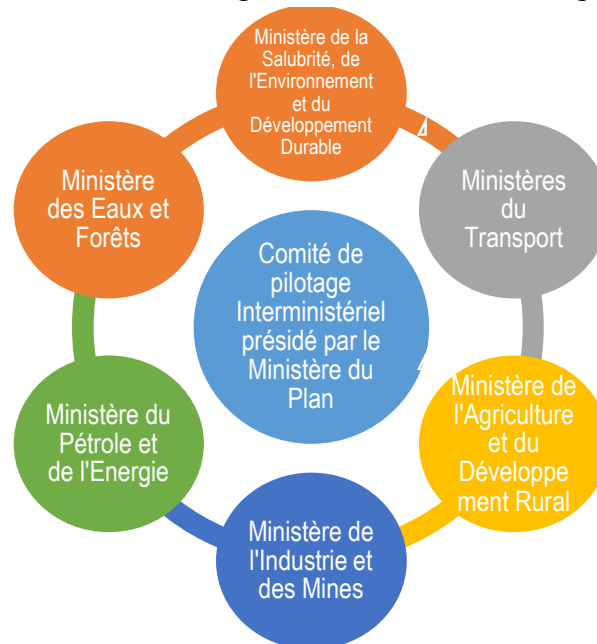 Ministère de la
Salubrité, de
l'Environnement
et du
Développement
Durable
Ministère
des Eaux et
Forêts
Ministères
du
Transport
Comité de
pilotage
Interministériel
présidé par le
Ministère du
Plan
Ministère du
Pétrole et
de l'Energie
Ministère de
l'Agriculture
et du
Développe
ment Rural
Ministère de
l'Industrie et
des Mines